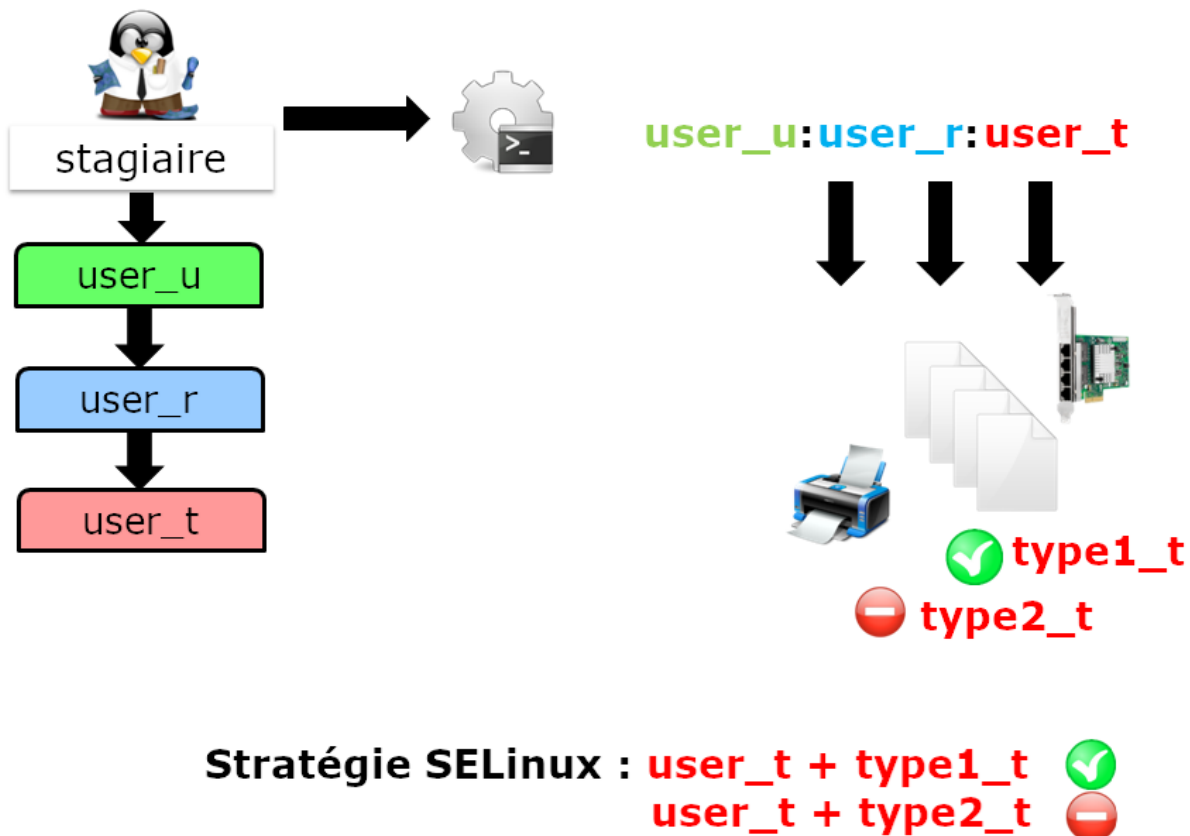 stagiaire
user_u
user_r
user_t
>_
user_u:user_r:user_t
type1_t
type2_t
Stratégie SELinux : user_t + type1_t
user_t + type2_t